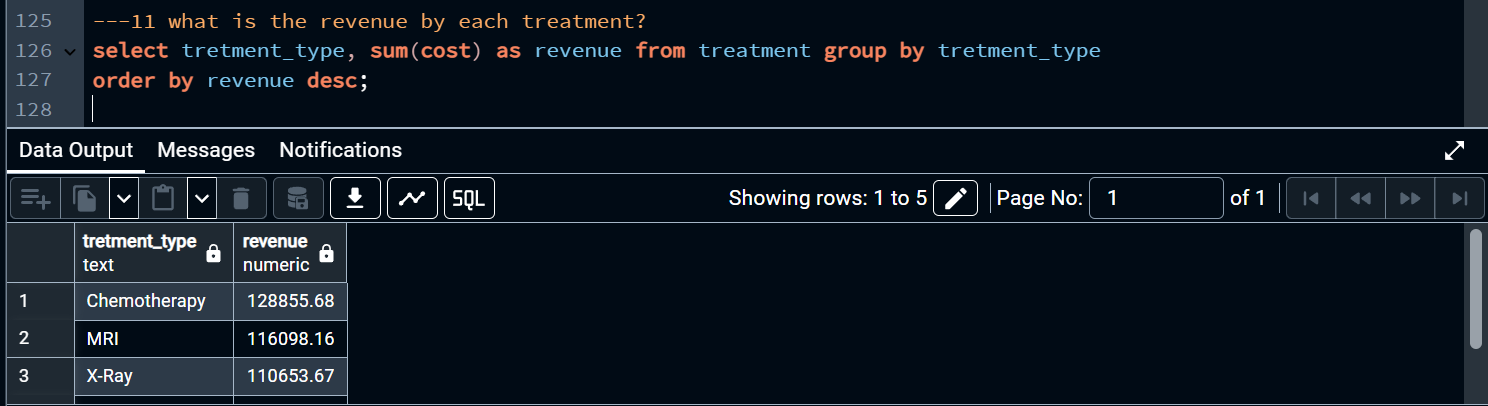 125 ---11 what is the revenue by each treatment?
126 select tretment_type, sum(cost) as revenue from treatment group by tretment_type
127 order by revenue desc;
128
Data Output Messages Notifications
SQL Showing rows: 1 to 5 Page No: 1 of 1
tretment_type revenue
text numeric
1 Chemotherapy 128855.68
2 MRI 116098.16
3 X-Ray 110653.67